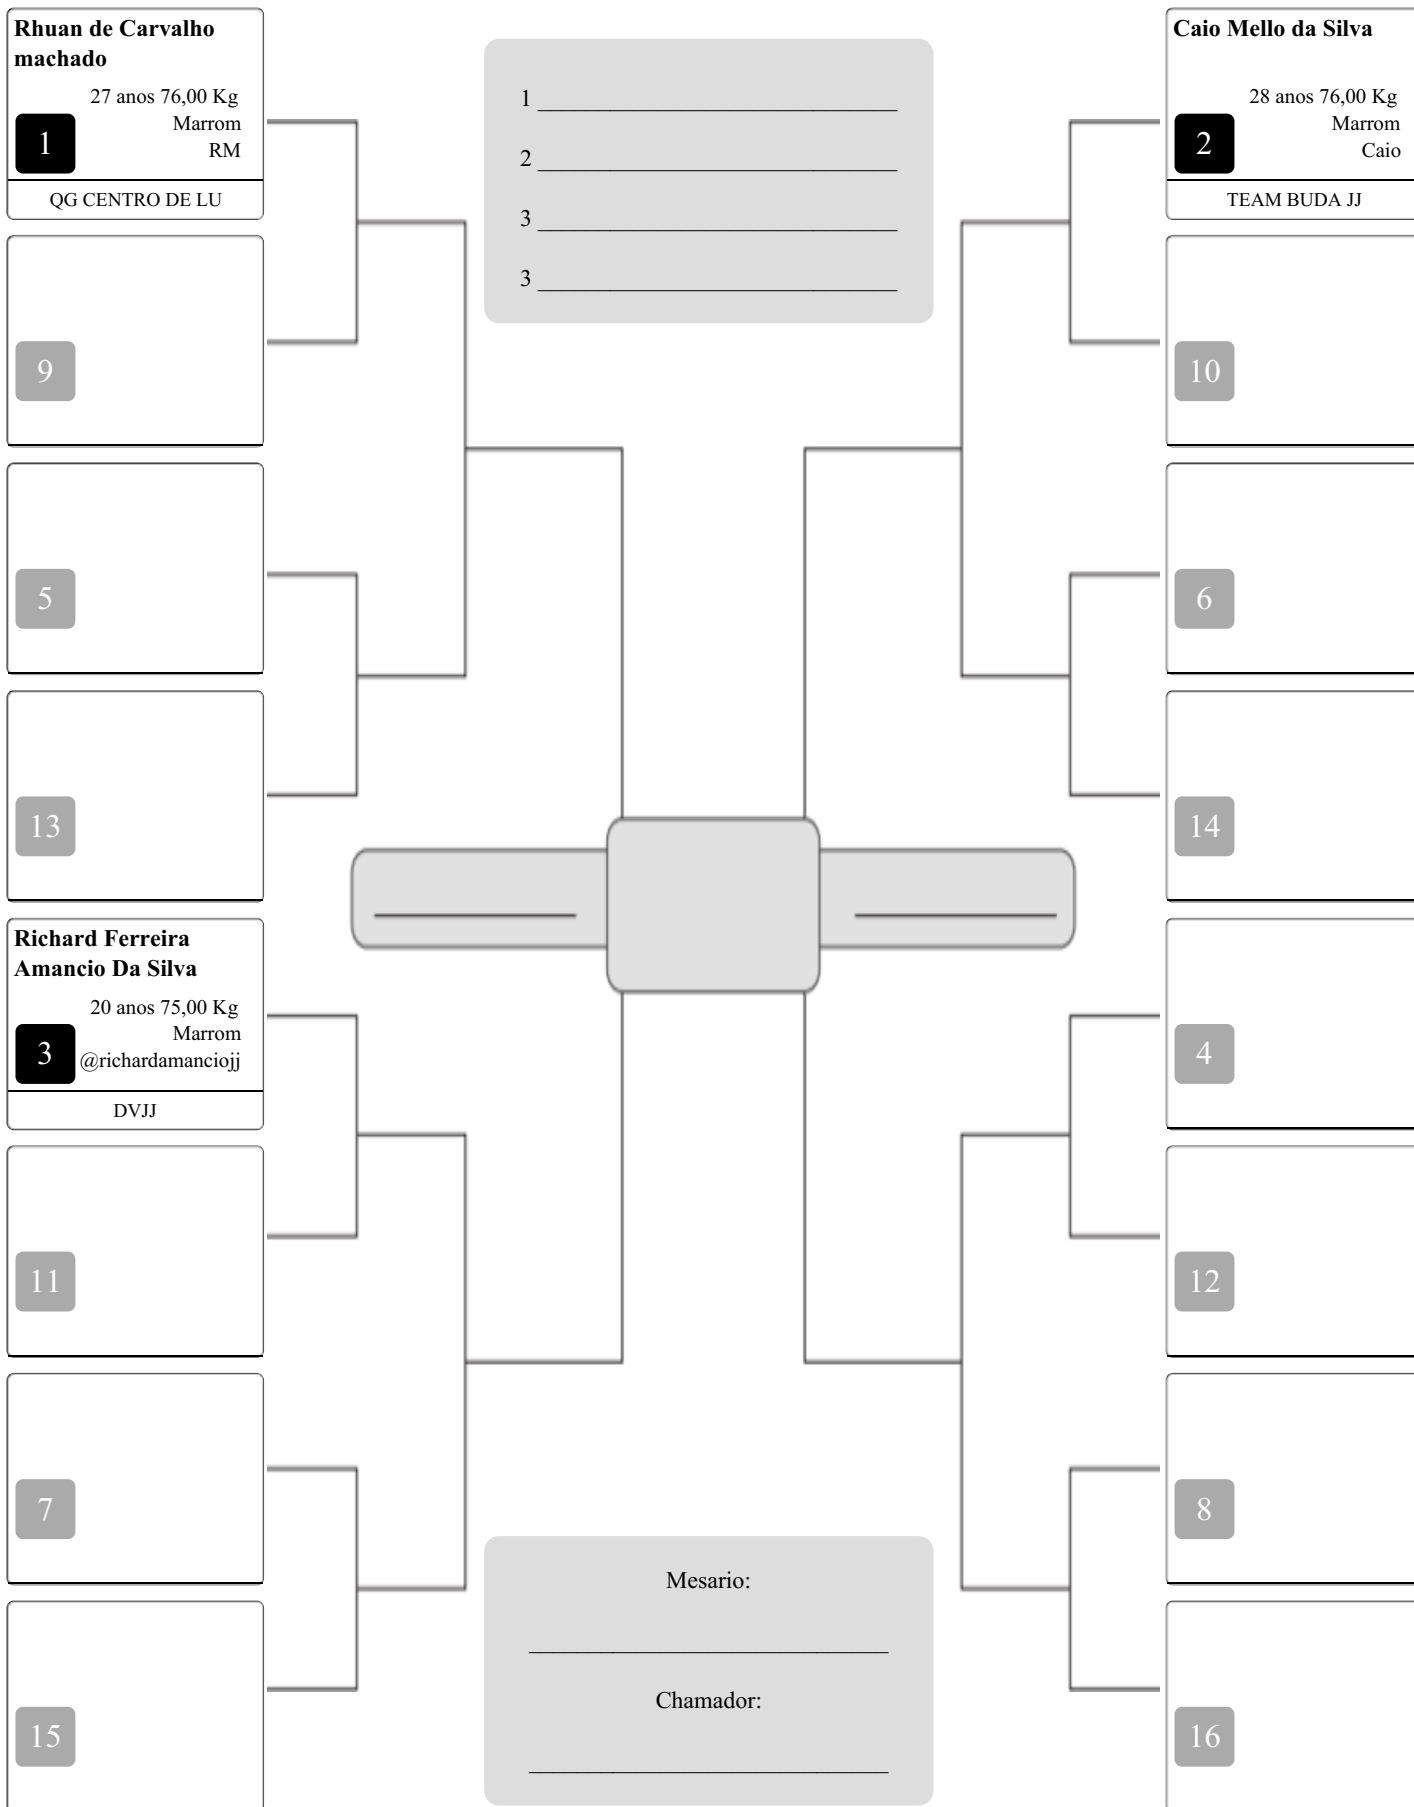 Rhuan de Carvalho
machado
27 anos 76,00 Kg
Marrom
1
RM
QG CENTRO DE LU
9
5
13
Richard Ferreira
Amancio Da Silva
20 anos 75,00 Kg
Marrom
3
@richardamanciojj
DVJJ
11
7
15
1
2
3
3
Mesario:
Chamador:
Caio Mello da Silva
28 anos 76,00 Kg
Marrom
2
Caio
TEAM BUDA JJ
10
6
14
4
12
8
16